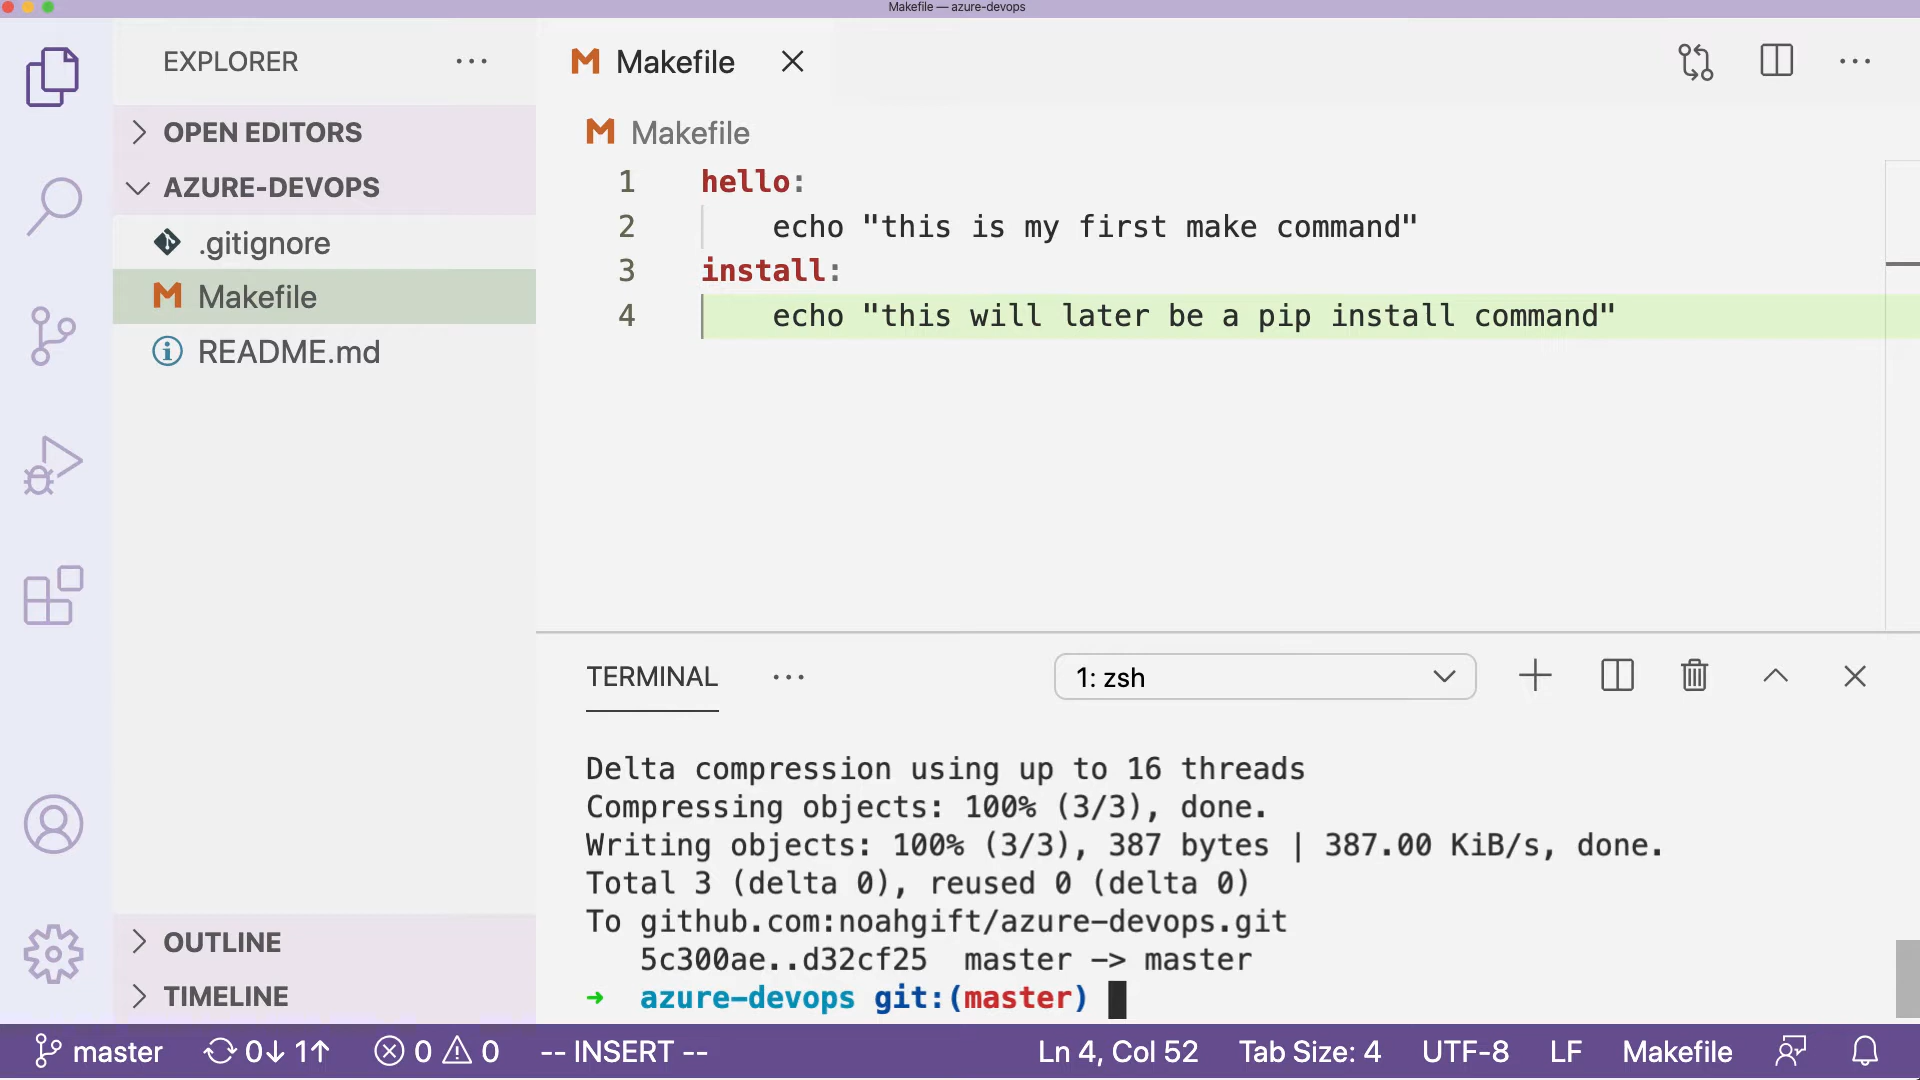 Makefile — azure-devops
EXPLORER
Makefile
OPEN EDITORS
AZURE-DEVOPS
.gitignore
Makefile
README.md
OUTLINE
TIMELINE
Makefile
1 hello:
2 echo "this is my first make command"
3 install:
4 echo "this will later be a pip install command"
TERMINAL
1: zsh
Delta compression using up to 16 threads
Compressing objects: 100% (3/3), done.
Writing objects: 100% (3/3), 387 bytes | 387.00 KiB/s, done.
Total 3 (delta 0), reused 0 (delta 0)
To github.com:noahgift/azure-devops.git
5c300ae..d32cf25 master -> master
➜ azure-devops git:(master)
master 0↓ 1↑ 0 0 -- INSERT -- Ln 4, Col 52 Tab Size: 4 UTF-8 LF Makefile